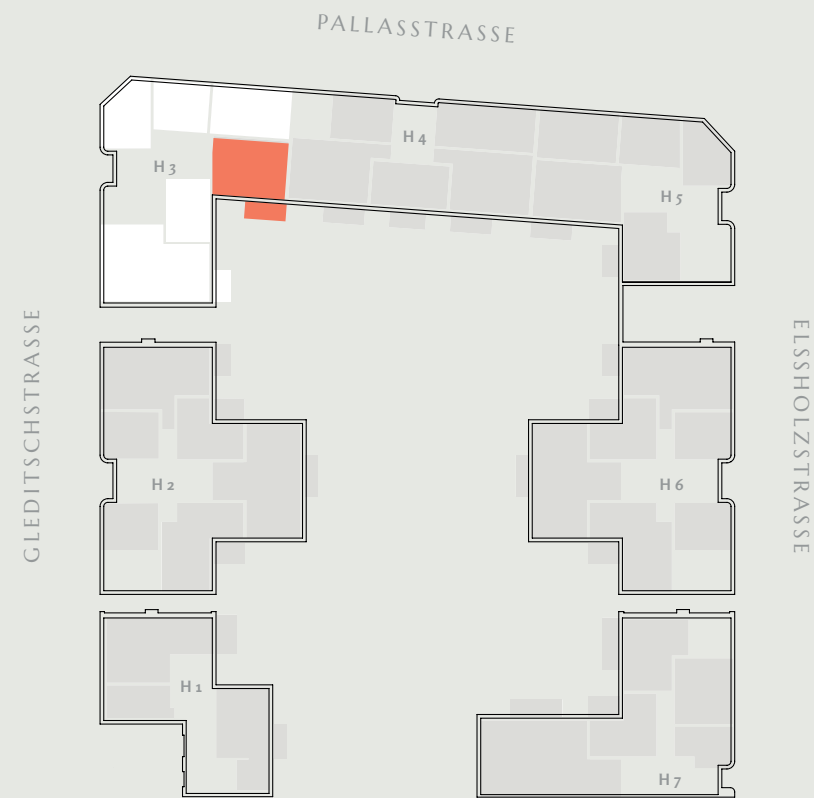 PALLASSTRASSE
H 4
H 3
H 5
GLEDITSCHSTRASSE
ELSSHOLZSTRASSE
H 2
H 6
H 1
H 7